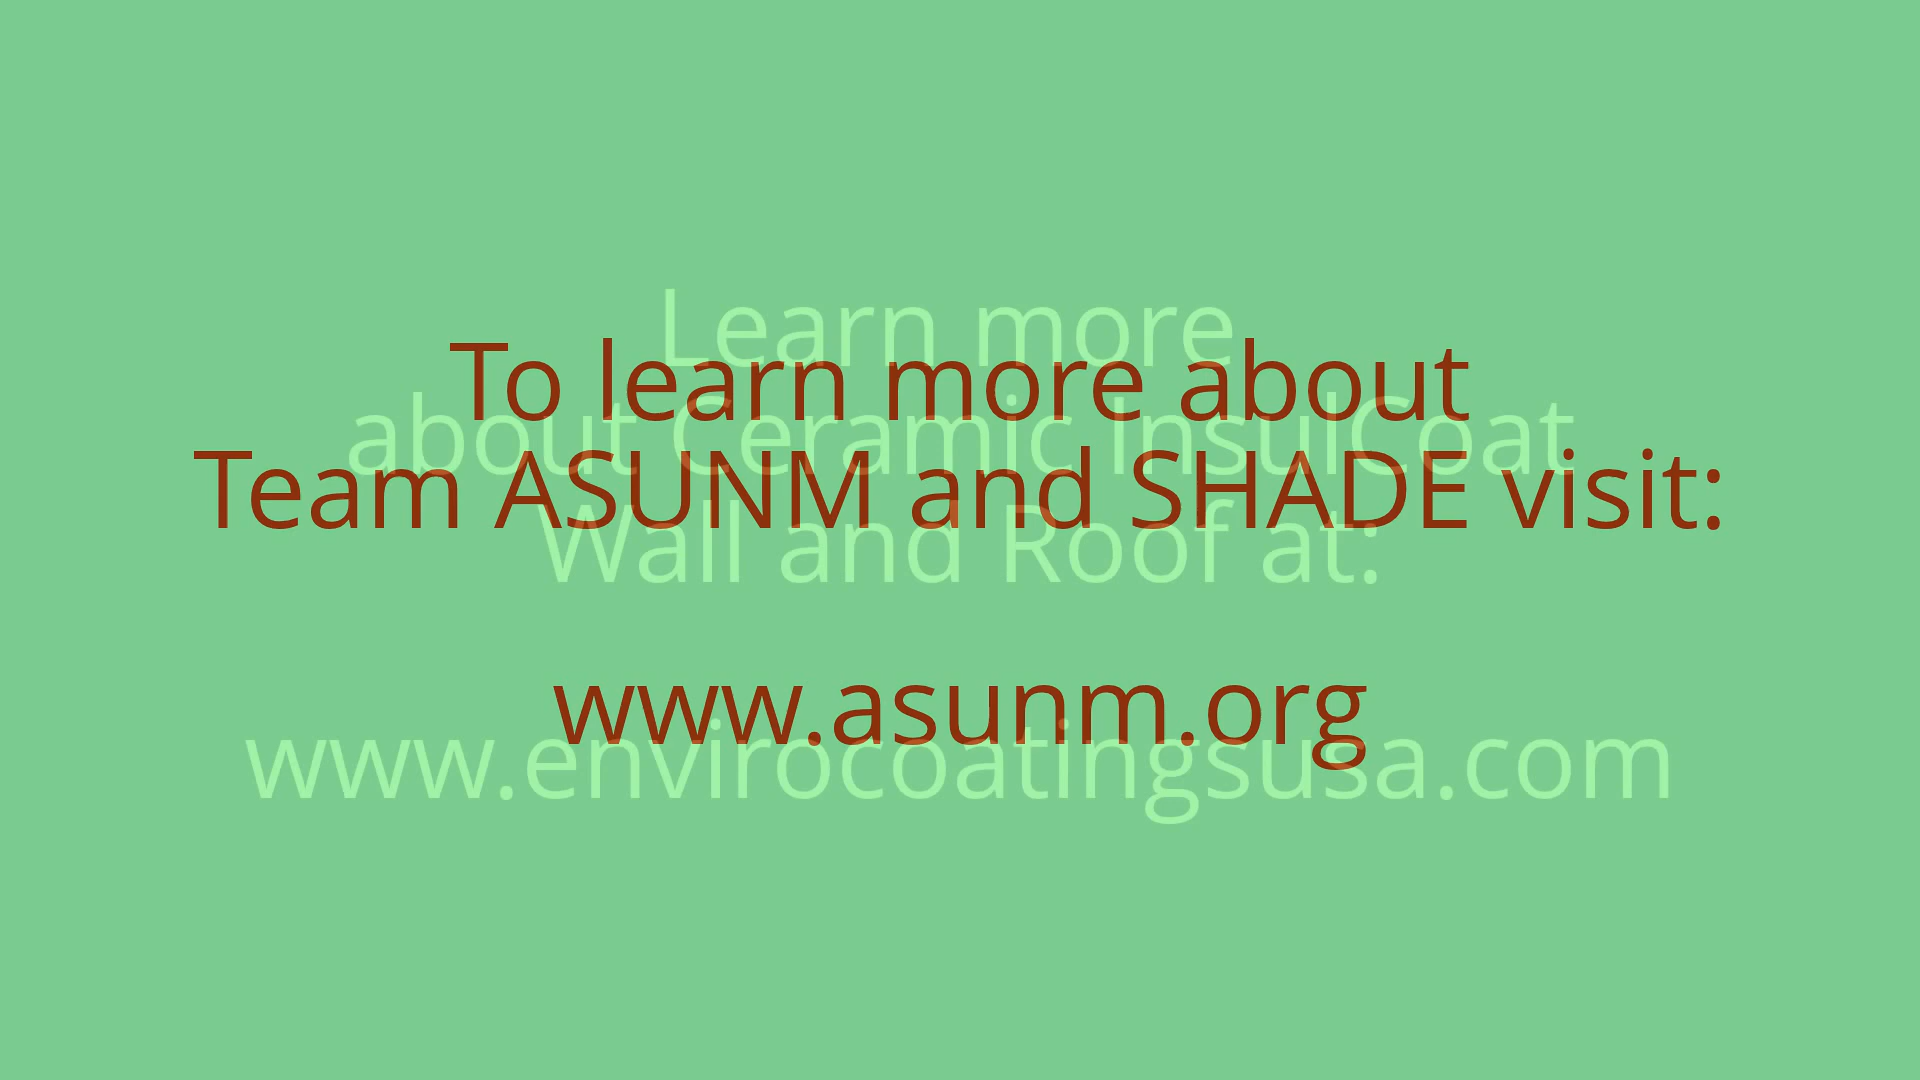 Learn more
To learn more about
about Ceramic InsulCoat
Team ASUNM and SHADE visit:
Wall and Roof at:
www.asunm.org
www.envirocoatingsusa.com